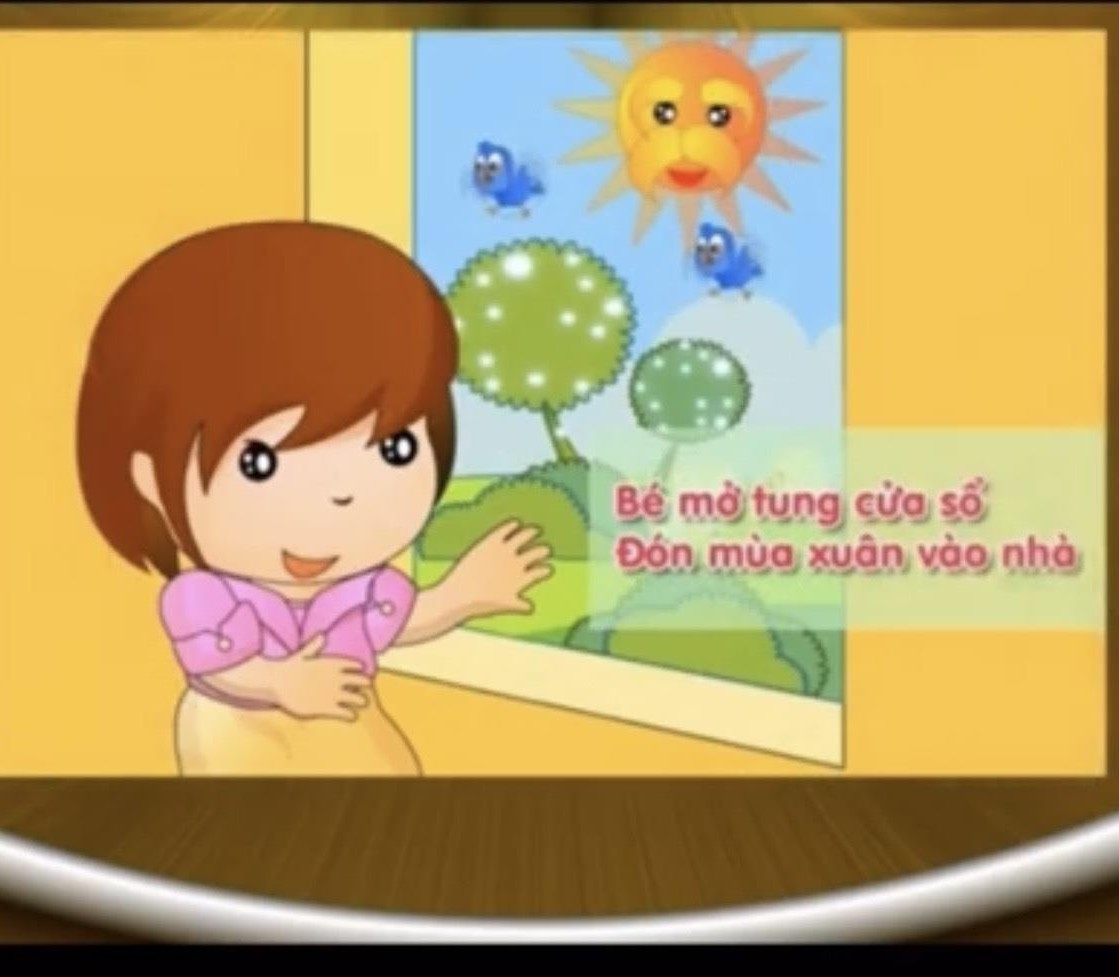 Bé mở tung cửa sổ
Đón mùa xuân vào nhà